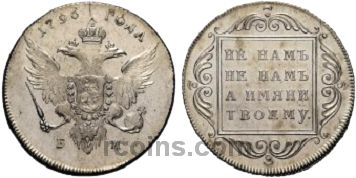 1796 ГОДА
Б М
НЕ НАМЪ
НЕ НАМЪ
А ИМЯНИ
ТВОЕМУ.
rcoins.com